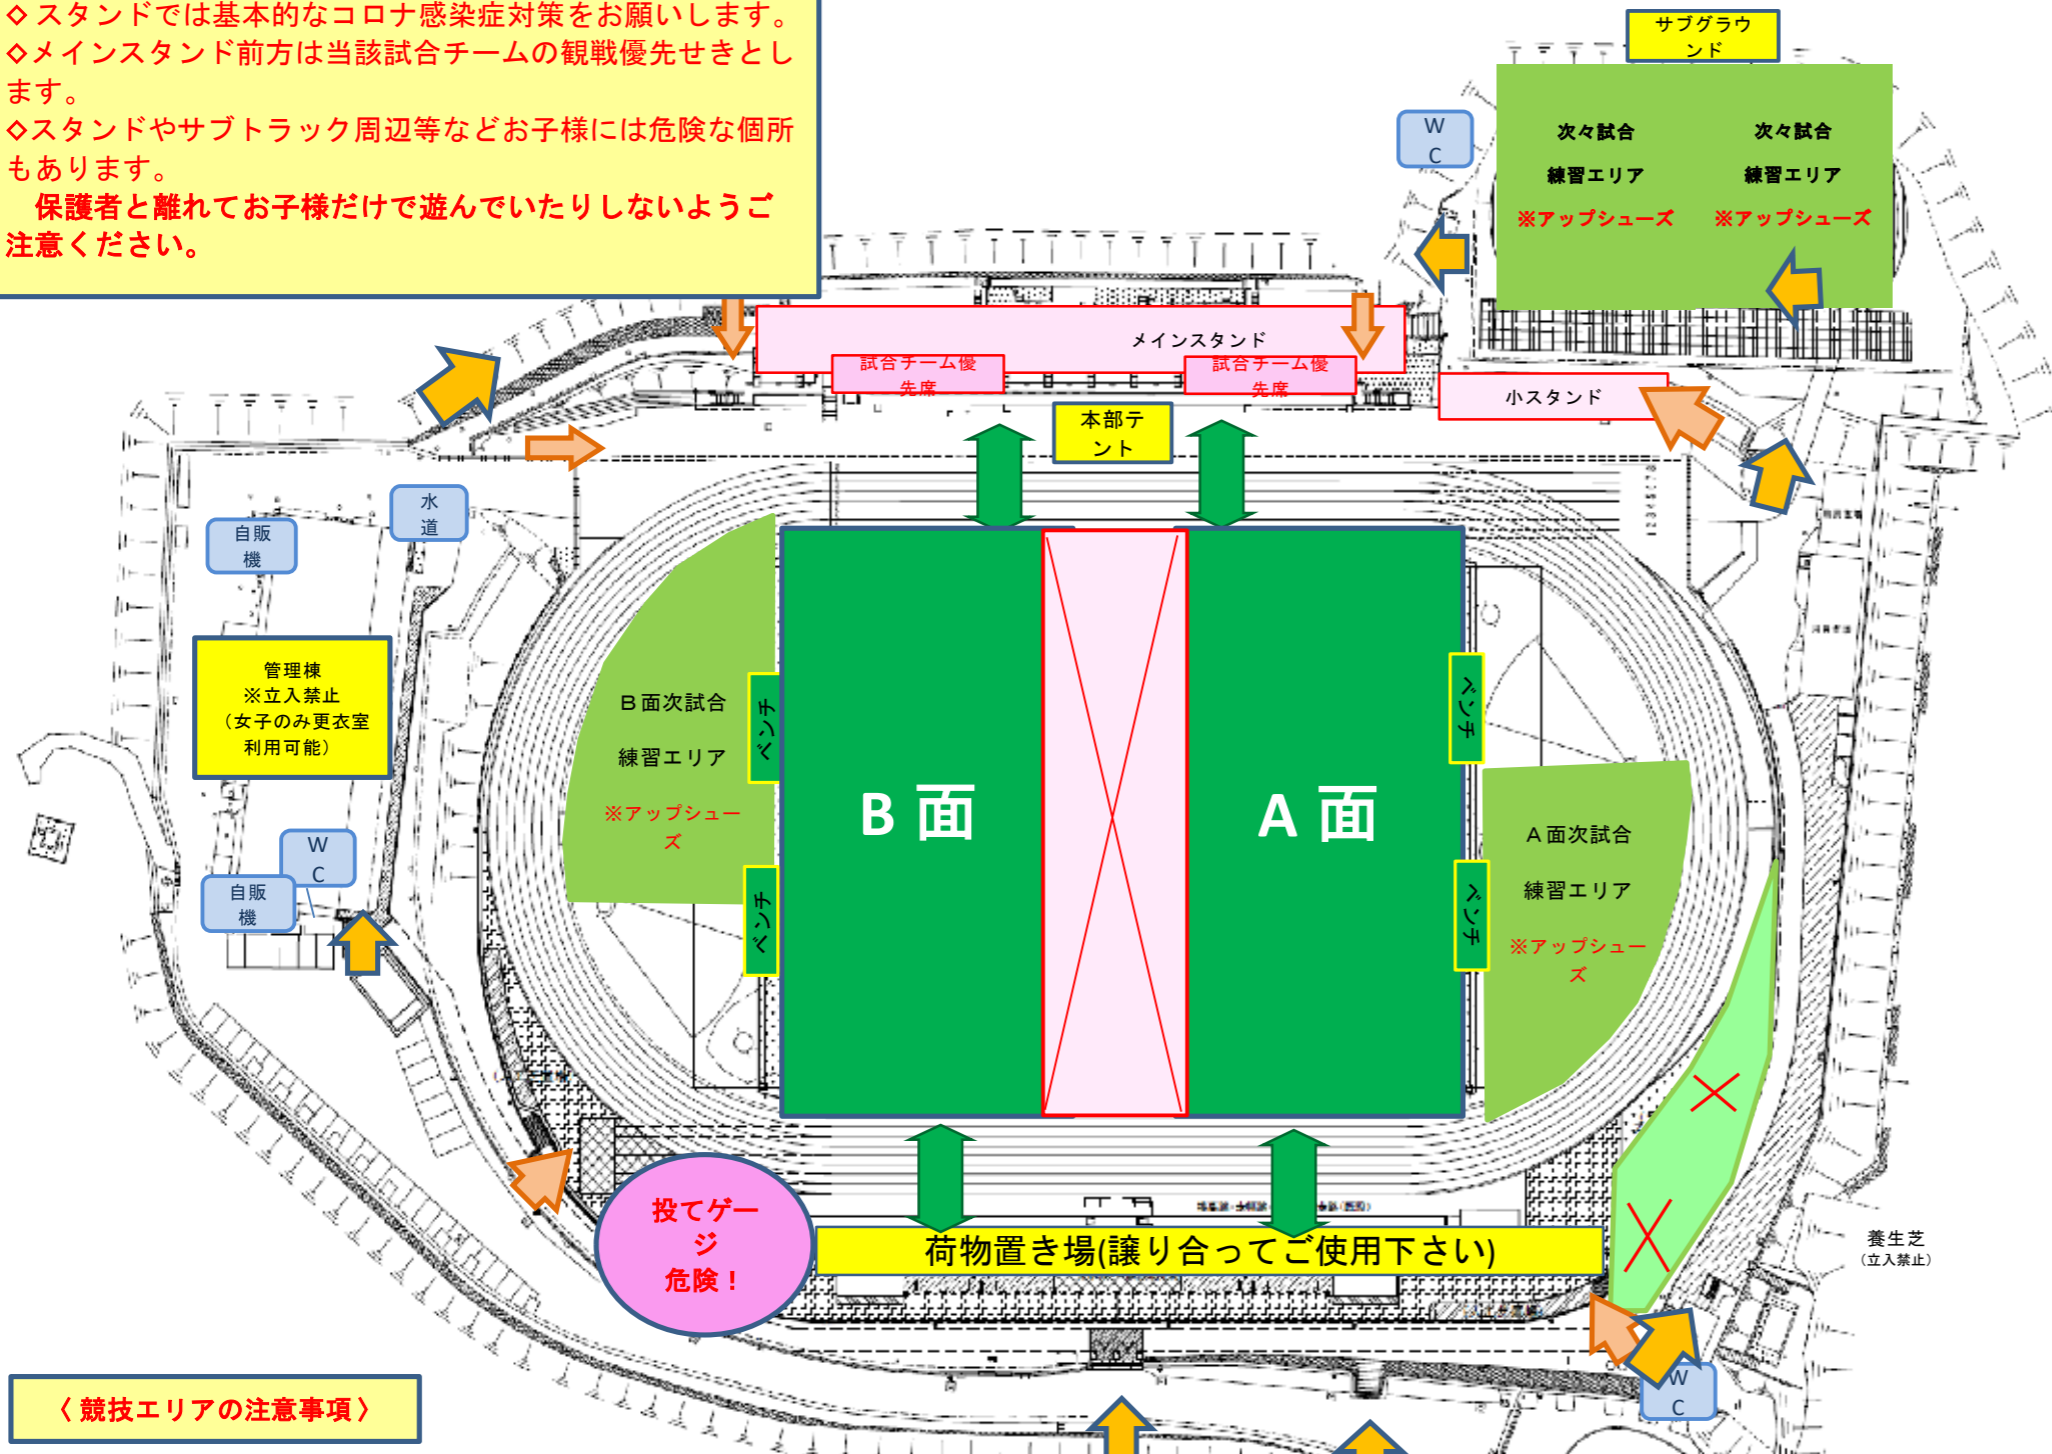 ◇スタンドでは基本的なコロナ感染症対策をお願いします。
◇メインスタンド前方は当該試合チームの観戦優先せきとし
ます。
◇スタンドやサブトラック周辺等などお子様には危険な個所
もあります。
保護者と離れてお子様だけで遊んでいたりしないようご
注意ください。
サブグラウ
ンド
W
C
次々試合
練習エリア
※アップシューズ
次々試合
練習エリア
※アップシューズ
メインスタンド
試合チーム優
先席
試合チーム優
先席
小スタンド
本部テ
ント
水
道
自販
機
管理棟
※立入禁止
（女子のみ更衣室
利用可能）
W
C
自販
機
B面次試合
練習エリア
※アップシュー
ズ
ベンチ
ベンチ
B 面
A 面
ベンチ
ベンチ
A面次試合
練習エリア
※アップシュー
ズ
投てゲー
ジ
危険！
荷物置き場(譲り合ってご使用下さい)
養生芝
（立入禁止）
W
C
〈 競技エリアの注意事項 〉